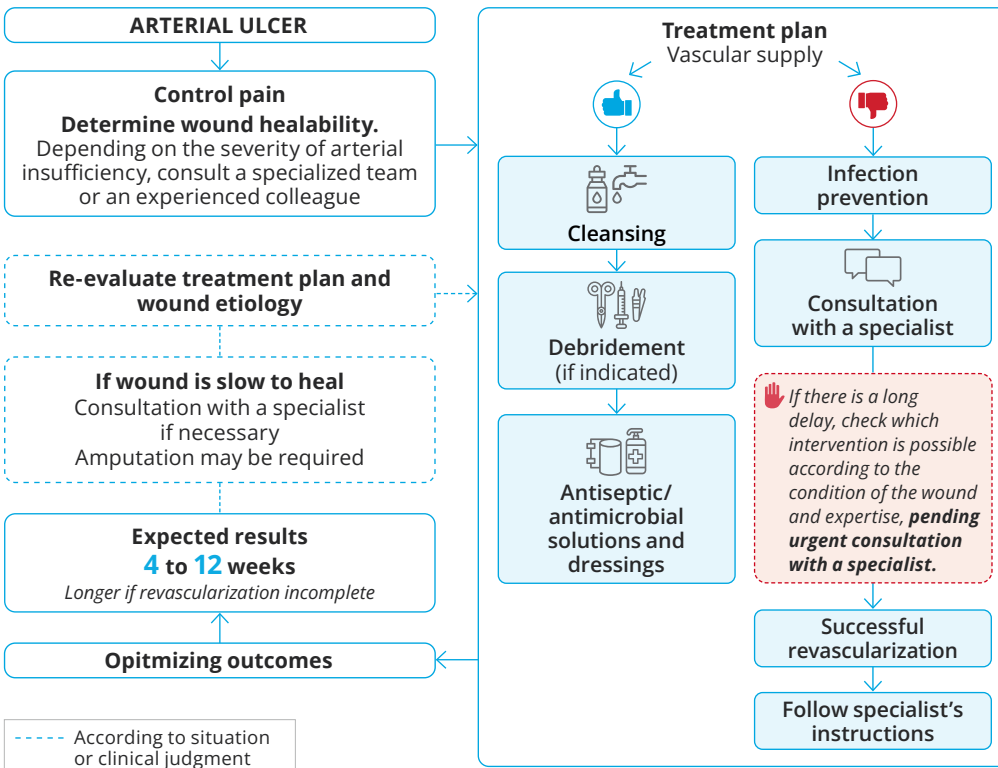 ARTERIAL ULCER
Control pain
Determine wound healability.
Depending on the severity of arterial
insufficiency, consult a specialized team
or an experienced colleague
Re-evaluate treatment plan and
wound etiology
If wound is slow to heal
Consultation with a specialist
if necessary
Amputation may be required
Expected results
4 to 12 weeks
Longer if revascularization incomplete
Opitmizing outcomes
According to situation
or clinical judgment
Treatment plan
Vascular supply
Cleansing
Debridement
(if indicated)
Antiseptic/
antimicrobial
solutions and
dressings
Infection
prevention
Consultation
with a specialist
If there is a long
delay, check which
intervention is possible
according to the
condition of the wound
and expertise, pending
urgent consultation
with a specialist.
Successful
revascularization
Follow specialist's
instructions